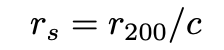 r_s = r_{200}/c